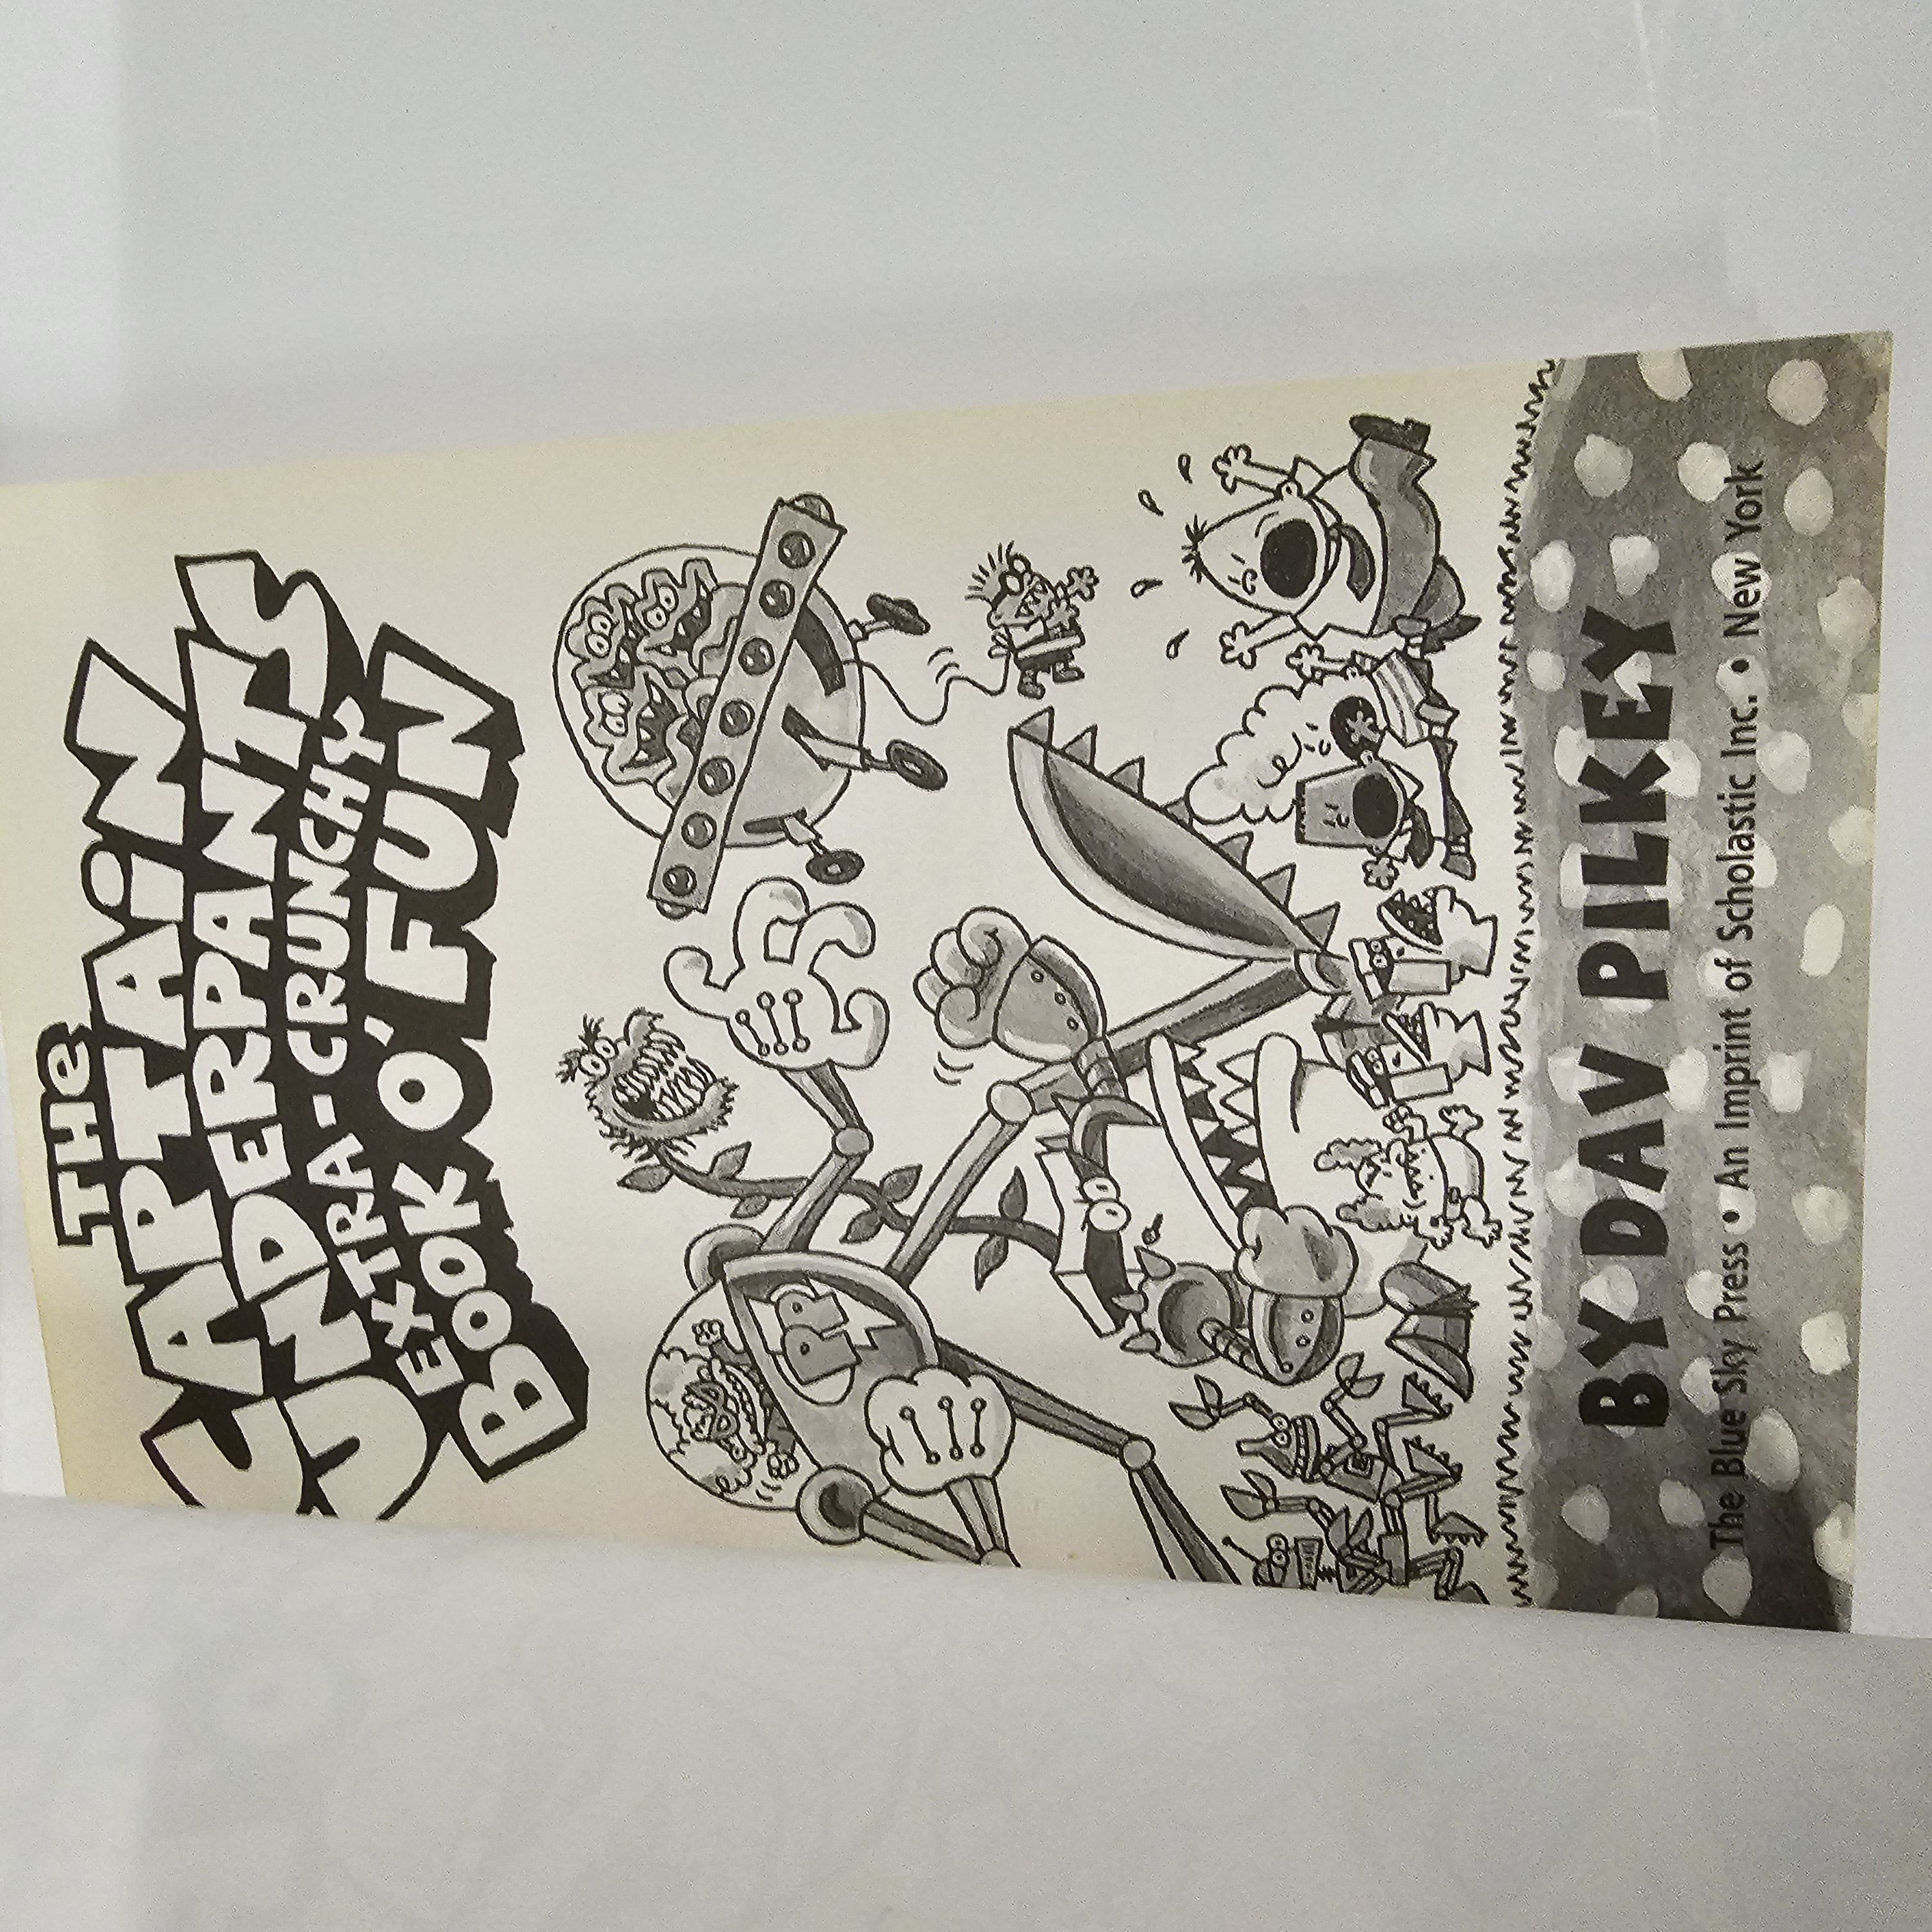 THe
CAPTAiN
UNDERPANTS
EXTRA-CRUNCHY
BOOK O' FUN
PP
BY DAV PILKEY
The Blue Sky Press • An Imprint of Scholastic Inc. • New York